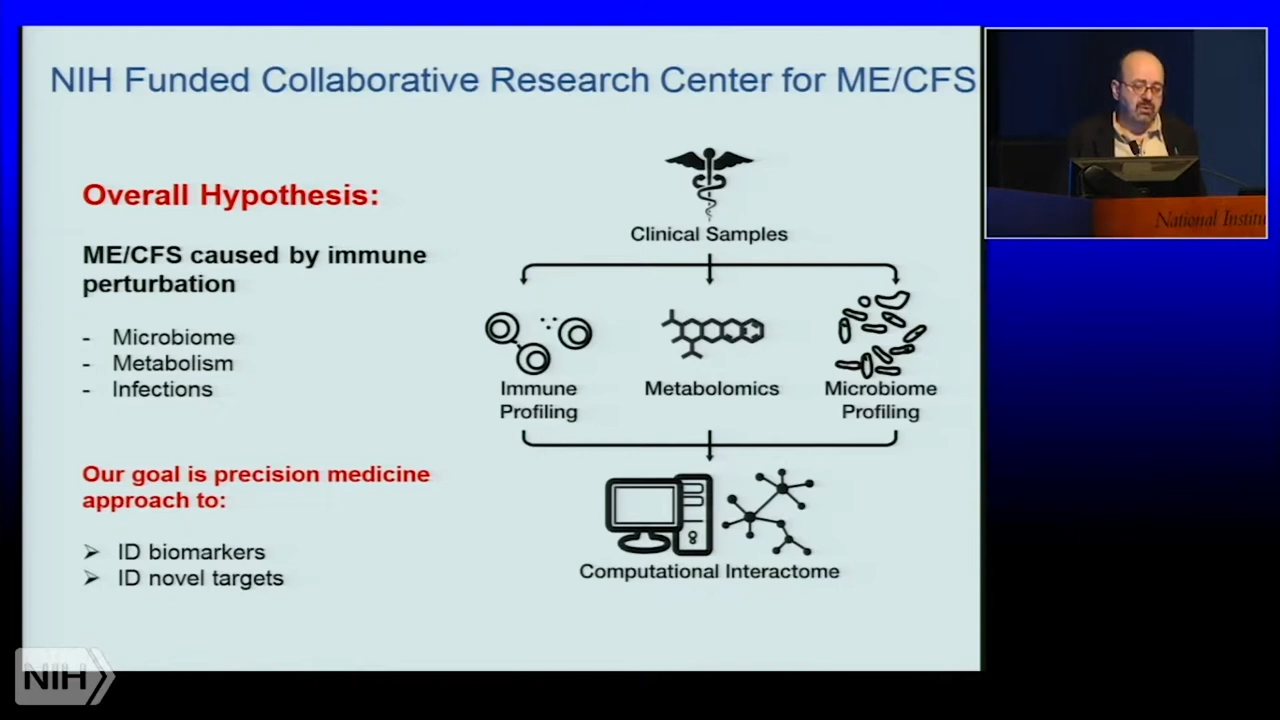 NIH Funded Collaborative Research Center for ME/CFS
Overall Hypothesis:
ME/CFS caused by immune
perturbation
- Microbiome
- Metabolism
- Infections
Our goal is precision medicine
approach to:
➢ ID biomarkers
➢ ID novel targets
Clinical Samples
Immune
Profiling
Metabolomics
Microbiome
Profiling
Computational Interactome
National Institu
NIH